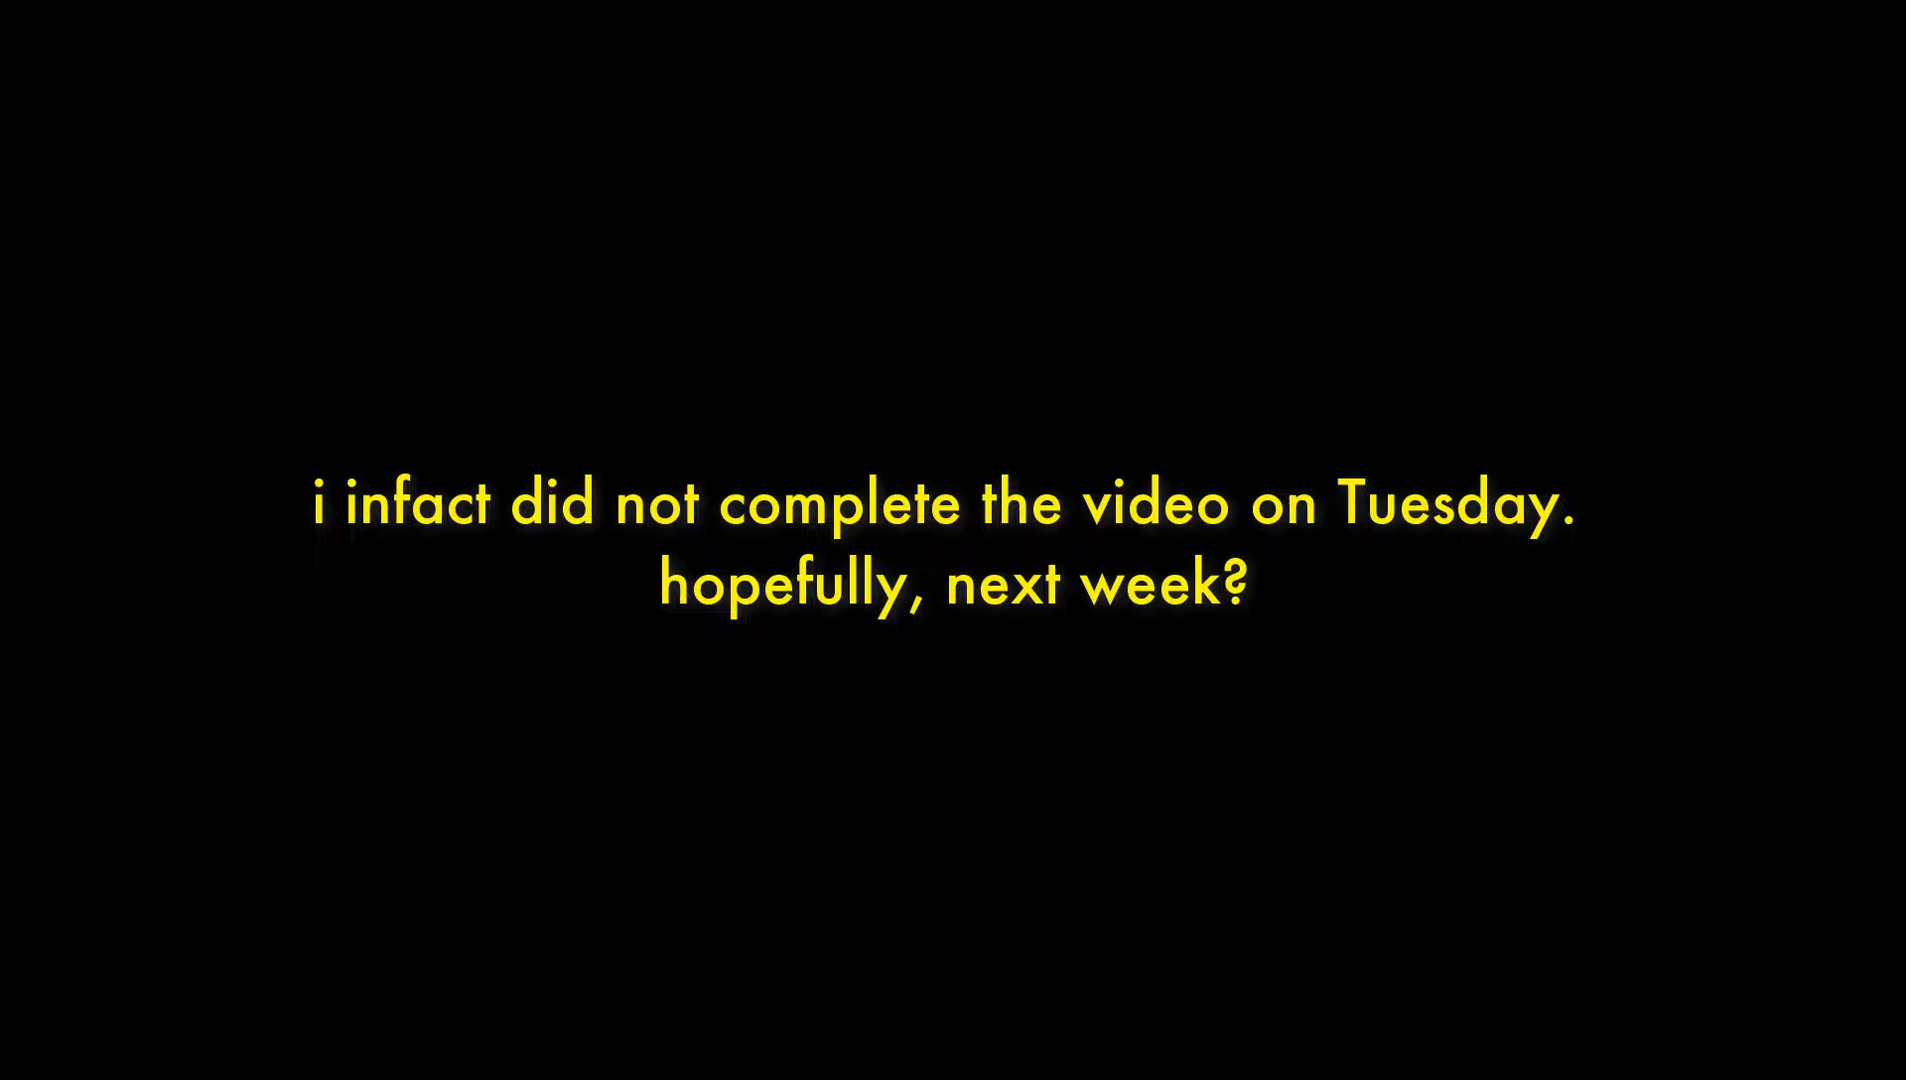 i infact did not complete the video on Tuesday.
hopefully, next week?